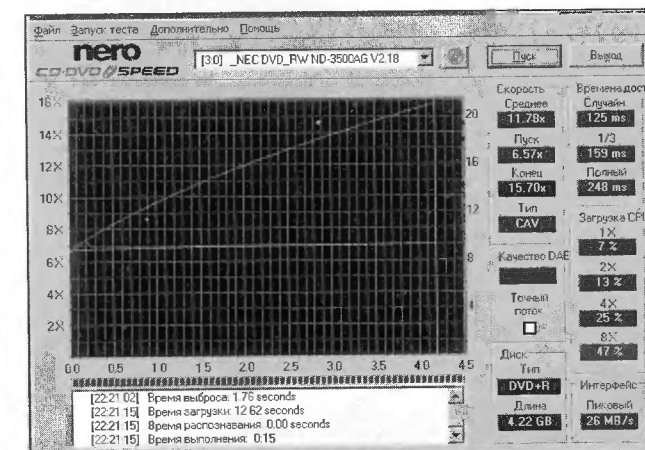 Файл Запуск теста Дополнительно Помощь
nero
CD-DVD SPEED
[3:0] _NEC DVD_RW ND-3500AG V2.18
Пуск
Выход
16X
14X
12X
10X
8X
6X
4X
2X
20
16
12
8
4
0.0 0.5 1.0 1.5 2.0 2.5 3.0 3.5 4.0 4.5
Скорость
Среднее
11.78x
Пуск
6.57x
Конец
15.70x
Тип
CAV
Качество DAE
Точный
поток
Диск
Тип
DVD+R
Длина
4.22 GB
Времена дост
Случайн.
125 ms
1/3
159 ms
Полный
248 ms
Загрузка CPU
1X
7 %
2X
13 %
4X
25 %
8X
47 %
Интерфейс
Пиковый
26 MB/s
[22:21:02] Время выброса: 1.76 seconds
[22:21:15] Время загрузки: 12.62 seconds
[22:21:15] Время распознавания: 0.00 seconds
[22:21:15] Время выполнения: 0:15